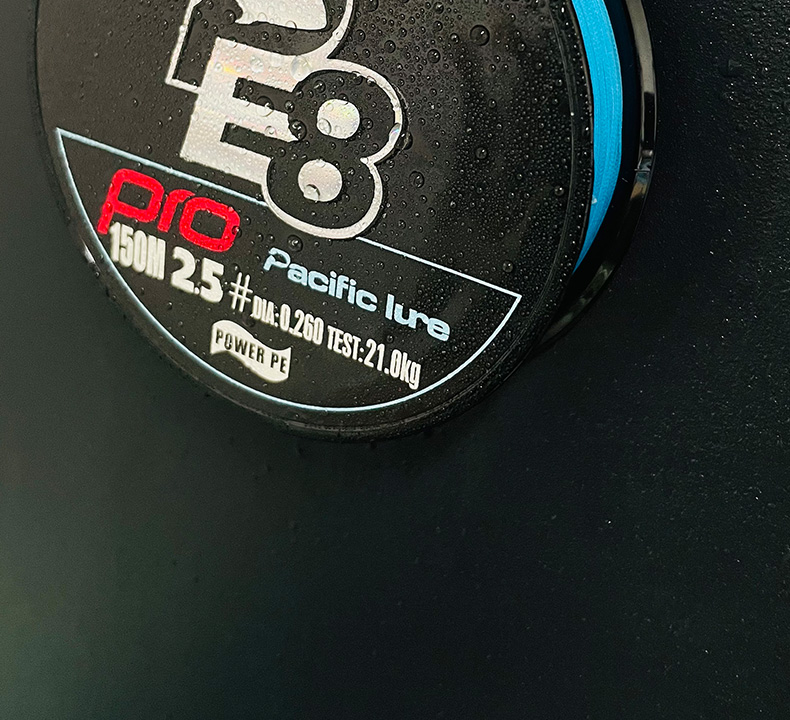 E8
pro
Pacific lure
150M 2.5# DIA:0.260 TEST:21.0kg
POWER PE